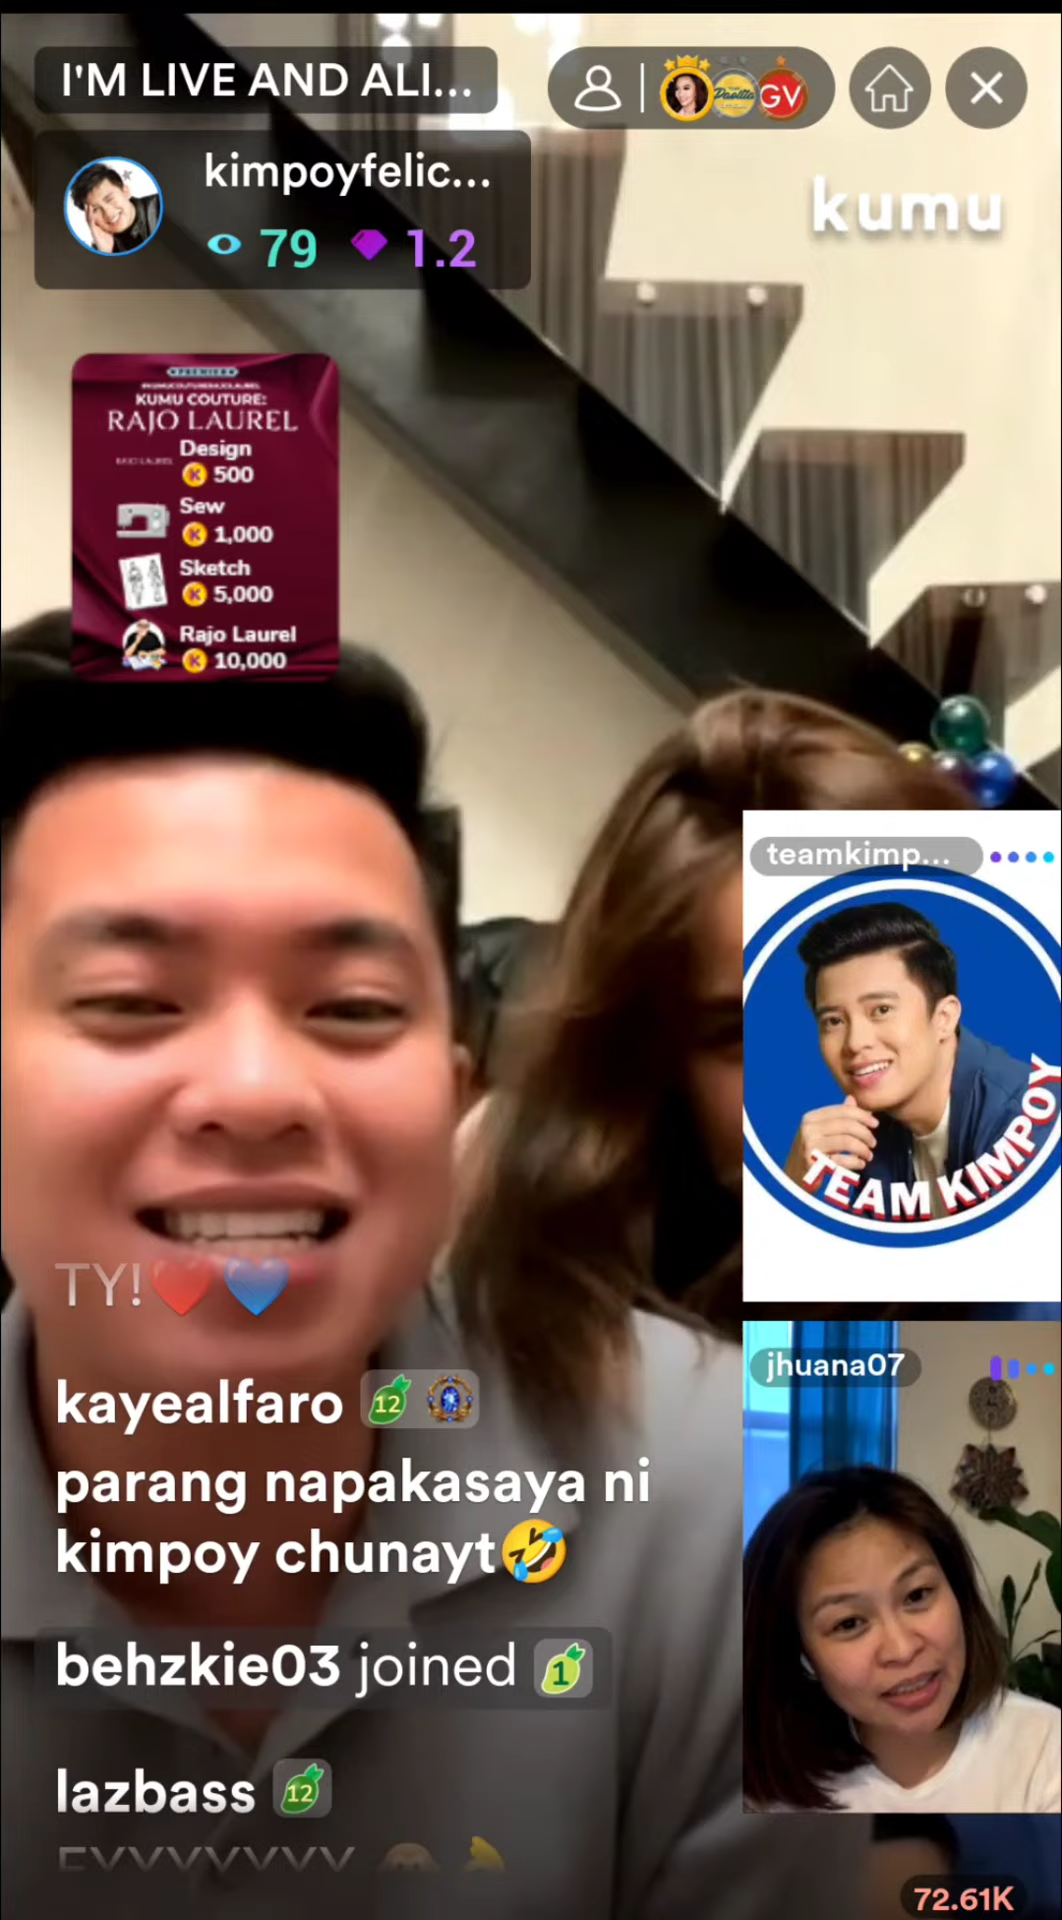 I'M LIVE AND ALI...
GV
kimpoyfelic...
79 1.2
kumu
PREMIER
KUMU COUTURE:
RAJO LAUREL
Design
500
Sew
1,000
Sketch
5,000
Rajo Laurel
10,000
teamkimp...
TEAM KIMPOY
TY!❤️💙
jhuana07
kayealfaro 12
parang napakasaya ni
kimpoy chunayt🤣
behzkie03 joined 1
lazbass 12
72.61K